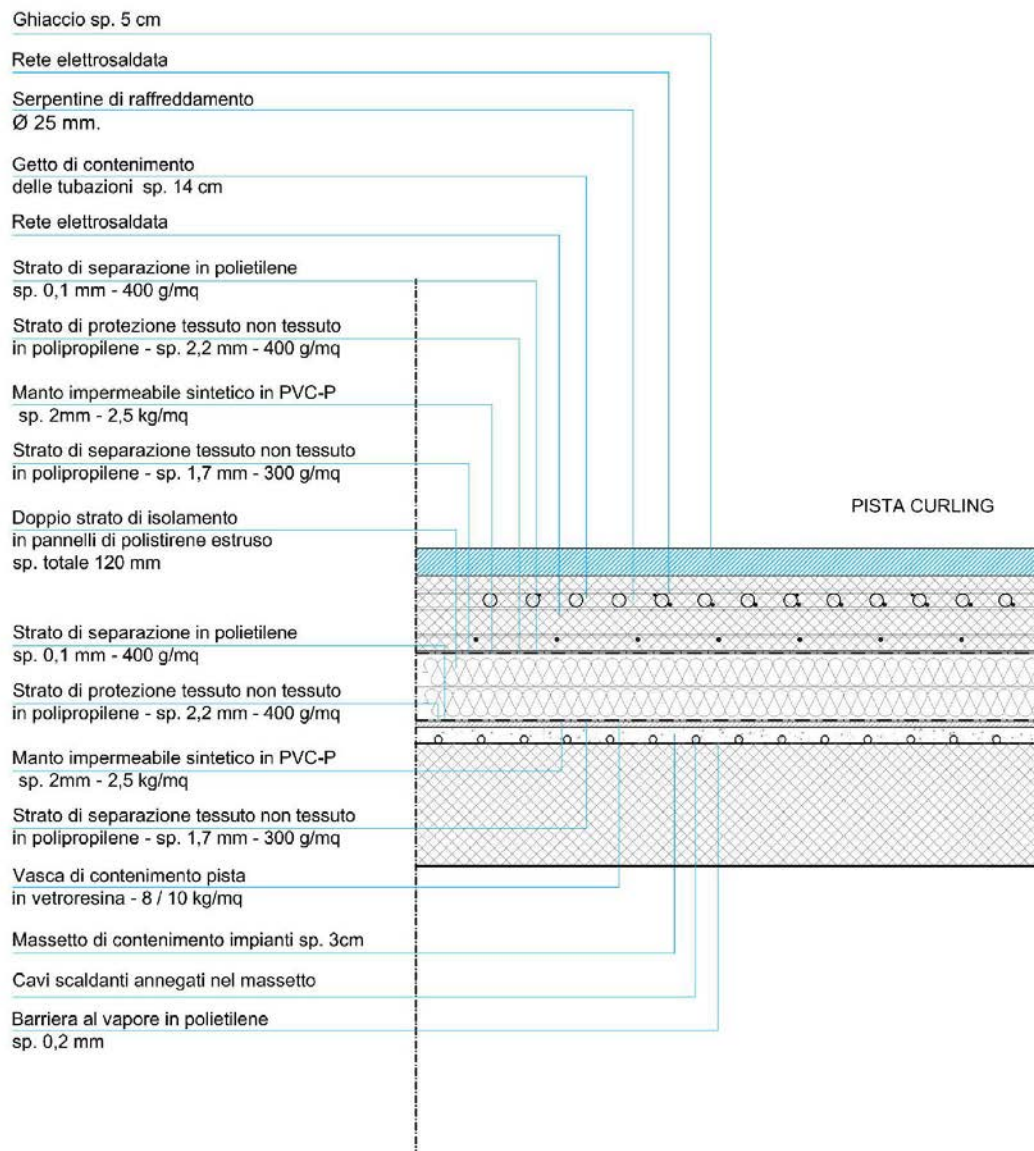 Ghiaccio sp. 5 cm
Rete elettrosaldata
Serpentine di raffreddamento
Ø 25 mm.
Getto di contenimento
delle tubazioni sp. 14 cm
Rete elettrosaldata
Strato di separazione in polietilene
sp. 0,1 mm - 400 g/mq
Strato di protezione tessuto non tessuto
in polipropilene - sp. 2,2 mm - 400 g/mq
Manto impermeabile sintetico in PVC-P
sp. 2mm - 2,5 kg/mq
Strato di separazione tessuto non tessuto
in polipropilene - sp. 1,7 mm - 300 g/mq
Doppio strato di isolamento
in pannelli di polistirene estruso
sp. totale 120 mm
PISTA CURLING
Strato di separazione in polietilene
sp. 0,1 mm - 400 g/mq
Strato di protezione tessuto non tessuto
in polipropilene - sp. 2,2 mm - 400 g/mq
Manto impermeabile sintetico in PVC-P
sp. 2mm - 2,5 kg/mq
Strato di separazione tessuto non tessuto
in polipropilene - sp. 1,7 mm - 300 g/mq
Vasca di contenimento pista
in vetroresina - 8 / 10 kg/mq
Massetto di contenimento impianti sp. 3cm
Cavi scaldanti annegati nel massetto
Barriera al vapore in polietilene
sp. 0,2 mm